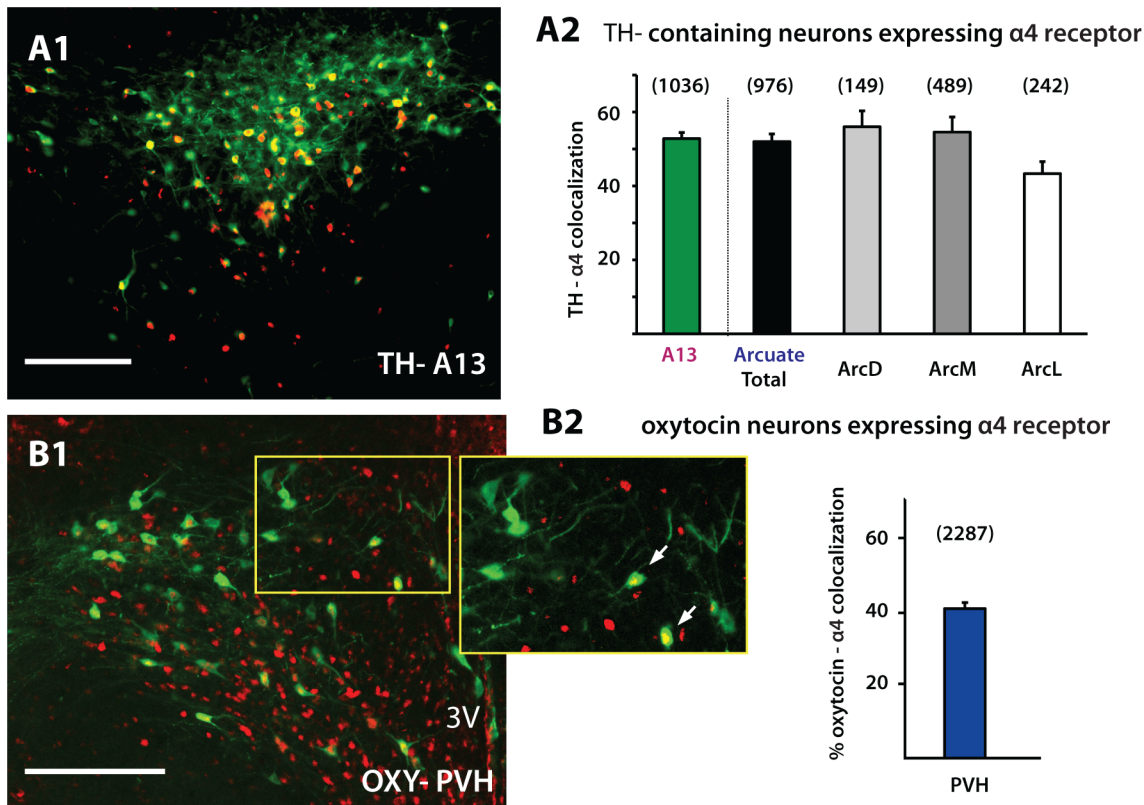 A1
TH- A13
A2 TH- containing neurons expressing α4 receptor
TH - α4 colocalization
60
40
20
(1036)
(976)
(149)
(489)
(242)
A13
Arcuate
Total
ArcD
ArcM
ArcL
B1
3V
OXY- PVH
B2 oxytocin neurons expressing α4 receptor
% oxytocin - α4 colocalization
60
40
20
(2287)
PVH